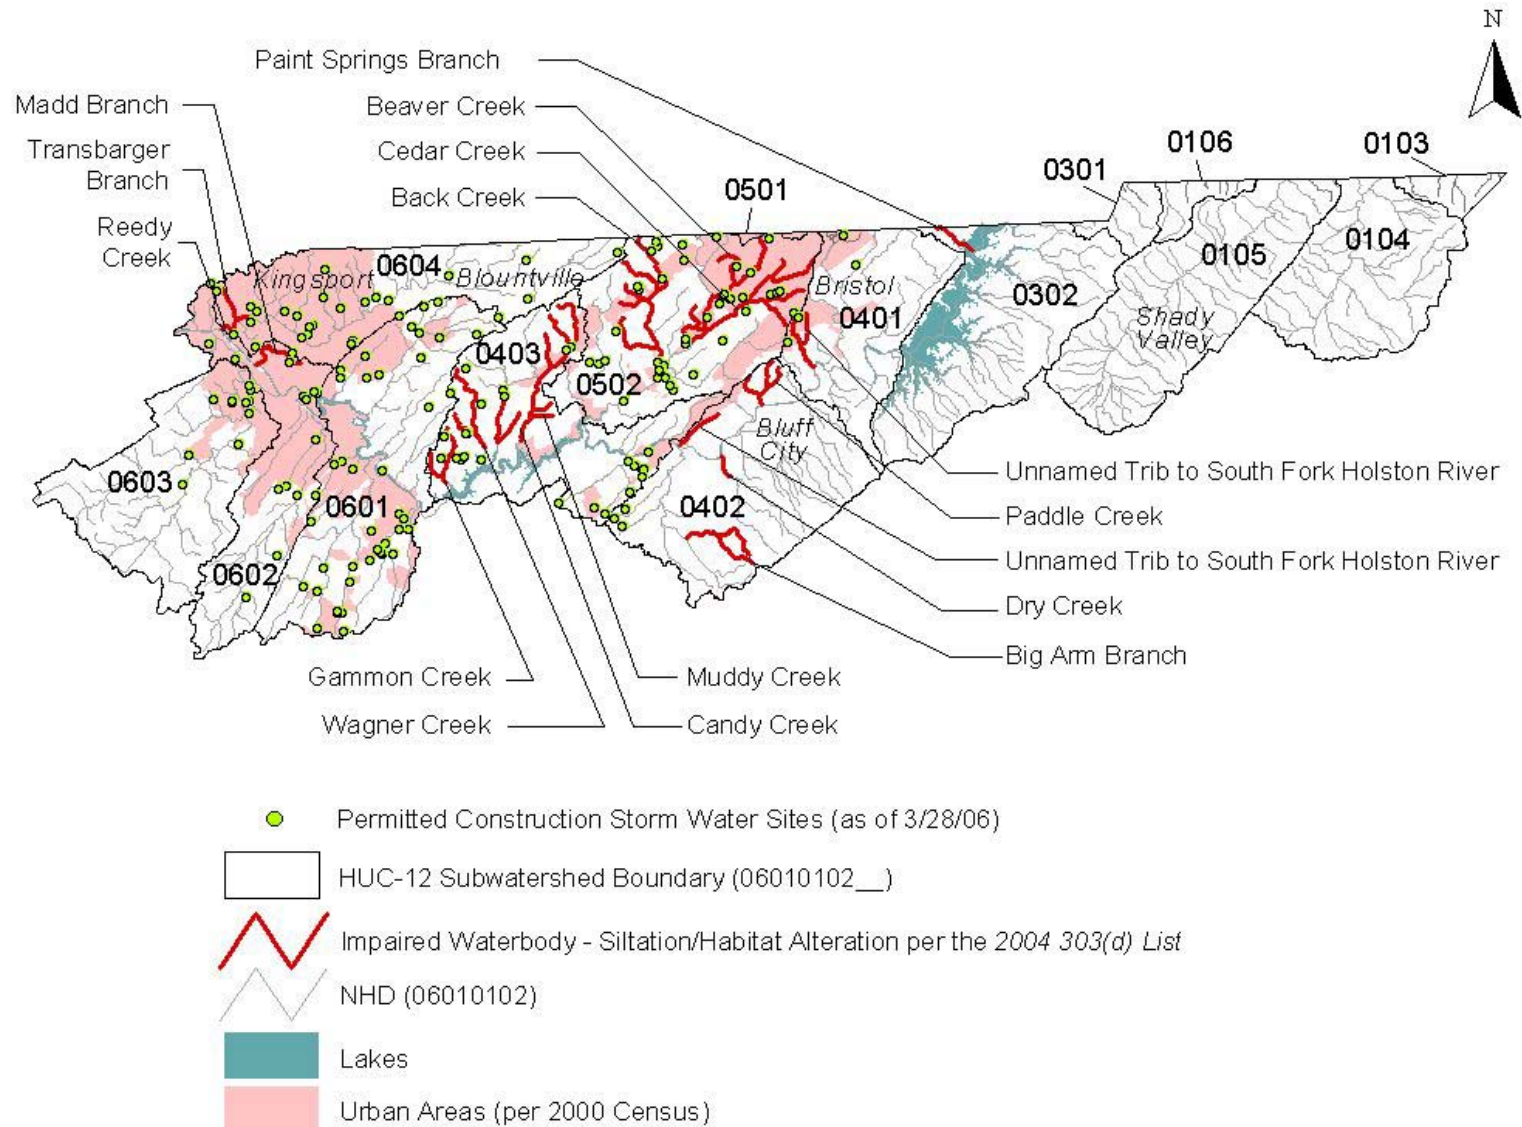 N
Paint Springs Branch
Madd Branch
Beaver Creek
Transbarger
Branch
Cedar Creek
Back Creek
Reedy
Creek
0501
0301
0106
0103
Kingsport
0604
Blountville
Bristol
0401
0302
0105
0104
Shady
Valley
0403
0502
Bluff
City
0603
0601
0402
0602
Unnamed Trib to South Fork Holston River
Paddle Creek
Unnamed Trib to South Fork Holston River
Dry Creek
Big Arm Branch
Gammon Creek
Muddy Creek
Wagner Creek
Candy Creek
Permitted Construction Storm Water Sites (as of 3/28/06)
HUC-12 Subwatershed Boundary (06010102__)
Impaired Waterbody - Siltation/Habitat Alteration per the 2004 303(d) List
NHD (06010102)
Lakes
Urban Areas (per 2000 Census)